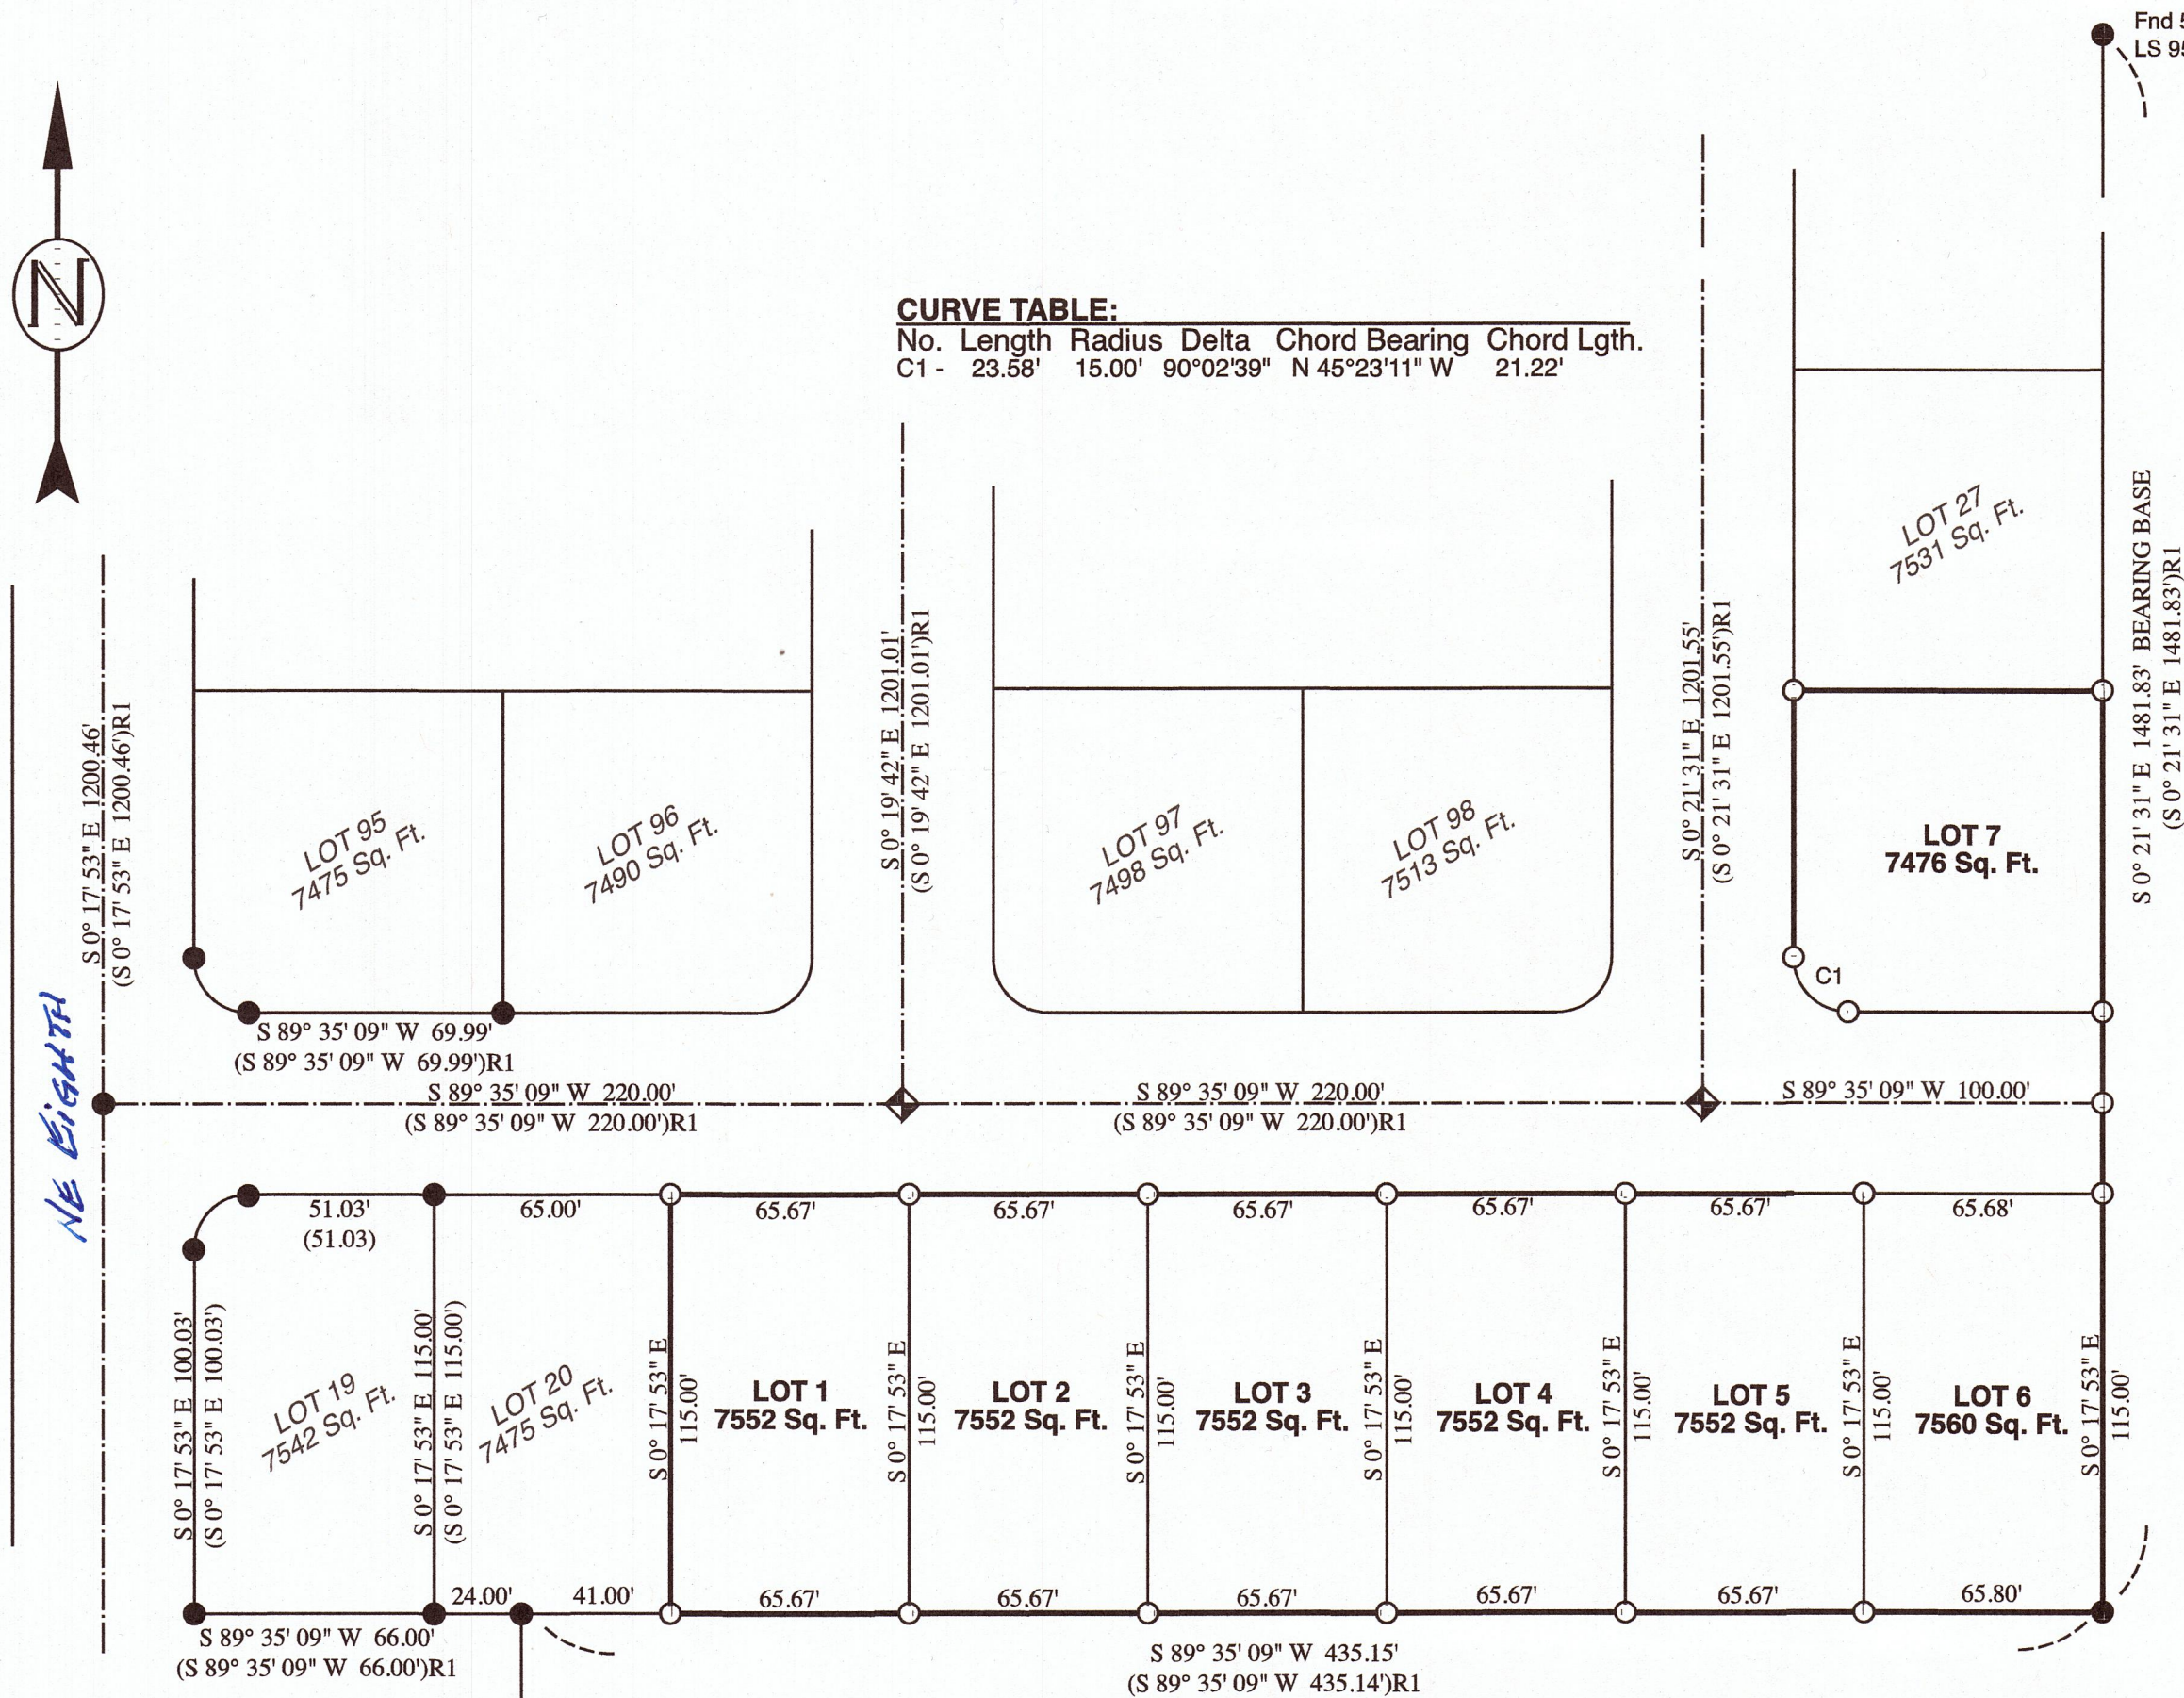 Fnd
N
CURVE TABLE:
No. Length Radius Delta Chord Bearing Chord Lgth.
C1 - 23.58' 15.00' 90°02'39" N 45°23'11" W 21.22'
LOT 27
7531 Sq. Ft.
S 0° 17' 53" E 1200.46'
(S 0° 17' 53" E 1200.46')R1
LOT 95
7475 Sq. Ft.
LOT 96
7490 Sq. Ft.
S 0° 19' 42" E 1201.01'
(S 0° 19' 42" E 1201.01')R1
LOT 97
7498 Sq. Ft.
LOT 98
7513 Sq. Ft.
S 0° 21' 31" E 1201.55'
(S 0° 21' 31" E 1201.55')R1
LOT 7
7476 Sq. Ft.
S 0° 21' 31" E 1481.83' BEARING BASE
(S 0° 21' 31" E 1481.83')R1
C1
NE EIGHTH
S 89° 35' 09" W 69.99'
(S 89° 35' 09" W 69.99')R1
S 89° 35' 09" W 220.00'
(S 89° 35' 09" W 220.00')R1
S 89° 35' 09" W 220.00'
(S 89° 35' 09" W 220.00')R1
S 89° 35' 09" W 100.00'
51.03'
(51.03)
65.00'
65.67'
65.67'
65.67'
65.67'
65.67'
65.68'
S 0° 17' 53" E 100.03'
(S 0° 17' 53" E 100.03')
LOT 19
7542 Sq. Ft.
S 0° 17' 53" E 115.00'
(S 0° 17' 53" E 115.00')
LOT 20
7475 Sq. Ft.
S 0° 17' 53" E
115.00'
LOT 1
7552 Sq. Ft.
S 0° 17' 53" E
115.00'
LOT 2
7552 Sq. Ft.
S 0° 17' 53" E
115.00'
LOT 3
7552 Sq. Ft.
S 0° 17' 53" E
115.00'
LOT 4
7552 Sq. Ft.
S 0° 17' 53" E
115.00'
LOT 5
7552 Sq. Ft.
S 0° 17' 53" E
115.00'
LOT 6
7560 Sq. Ft.
S 0° 17' 53" E
115.00'
24.00'
41.00'
65.67'
65.67'
65.67'
65.67'
65.67'
65.80'
S 89° 35' 09" W 66.00'
(S 89° 35' 09" W 66.00')R1
S 89° 35' 09" W 435.15'
(S 89° 35' 09" W 435.14')R1